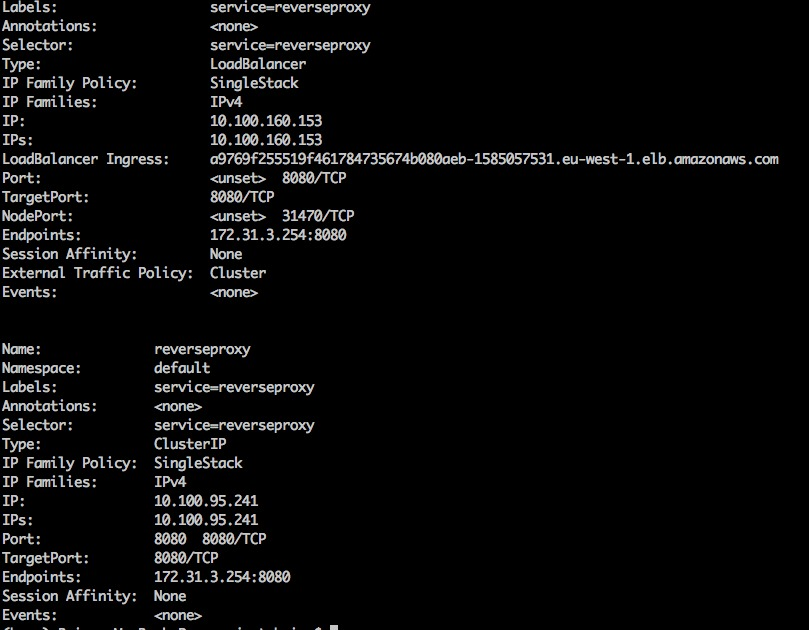 Labels: service=reverseproxy
Annotations: <none>
Selector: service=reverseproxy
Type: LoadBalancer
IP Family Policy: SingleStack
IP Families: IPv4
IP: 10.100.160.153
IPs: 10.100.160.153
LoadBalancer Ingress: a9769f255519f461784735674b080aeb-1585057531.eu-west-1.elb.amazonaws.com
Port: <unset> 8080/TCP
TargetPort: 8080/TCP
NodePort: <unset> 31470/TCP
Endpoints: 172.31.3.254:8080
Session Affinity: None
External Traffic Policy: Cluster
Events: <none>
Name: reverseproxy
Namespace: default
Labels: service=reverseproxy
Annotations: <none>
Selector: service=reverseproxy
Type: ClusterIP
IP Family Policy: SingleStack
IP Families: IPv4
IP: 10.100.95.241
IPs: 10.100.95.241
Port: 8080 8080/TCP
TargetPort: 8080/TCP
Endpoints: 172.31.3.254:8080
Session Affinity: None
Events: <none>